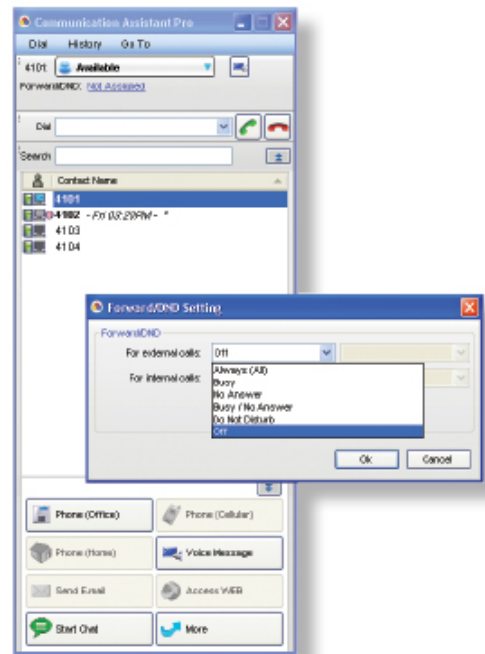 Communication Assistant Pro
Dial History Go To
4101 Available
Forward/DND: Not Assigned
Dial
Search
Contact Name
4101
4102 - Fri 03:29PM - "
4103
4104
Forward/DND Setting
Forward/DND
For external calls: Off
For internal calls:
Always (All)
Busy
No Answer
Busy / No Answer
Do Not Disturb
Off
Ok Cancel
Phone (Office) Phone (Cellular)
Phone (Home) Voice Message
Send E.mail Access WEB
Start Chat More